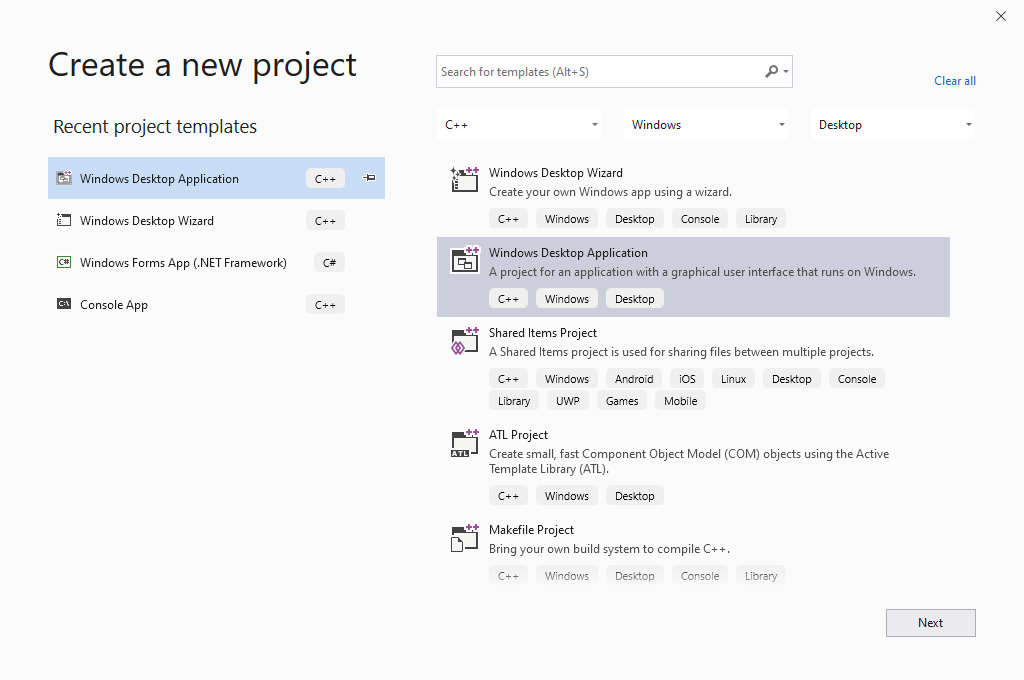 Create a new project
Search for templates (Alt+S)
Clear all
Recent project templates
C++
Windows
Desktop
Windows Desktop Application C++
Windows Desktop Wizard C++
C# Windows Forms App (.NET Framework) C#
C:\ Console App C++
Windows Desktop Wizard
Create your own Windows app using a wizard.
C++ Windows Desktop Console Library
Windows Desktop Application
A project for an application with a graphical user interface that runs on Windows.
C++ Windows Desktop
Shared Items Project
A Shared Items project is used for sharing files between multiple projects.
C++ Windows Android iOS Linux Desktop Console
Library UWP Games Mobile
ATL Project
ATL
Create small, fast Component Object Model (COM) objects using the Active
Template Library (ATL).
C++ Windows Desktop
Makefile Project
Bring your own build system to compile C++.
C++ Windows Desktop Console Library
Next